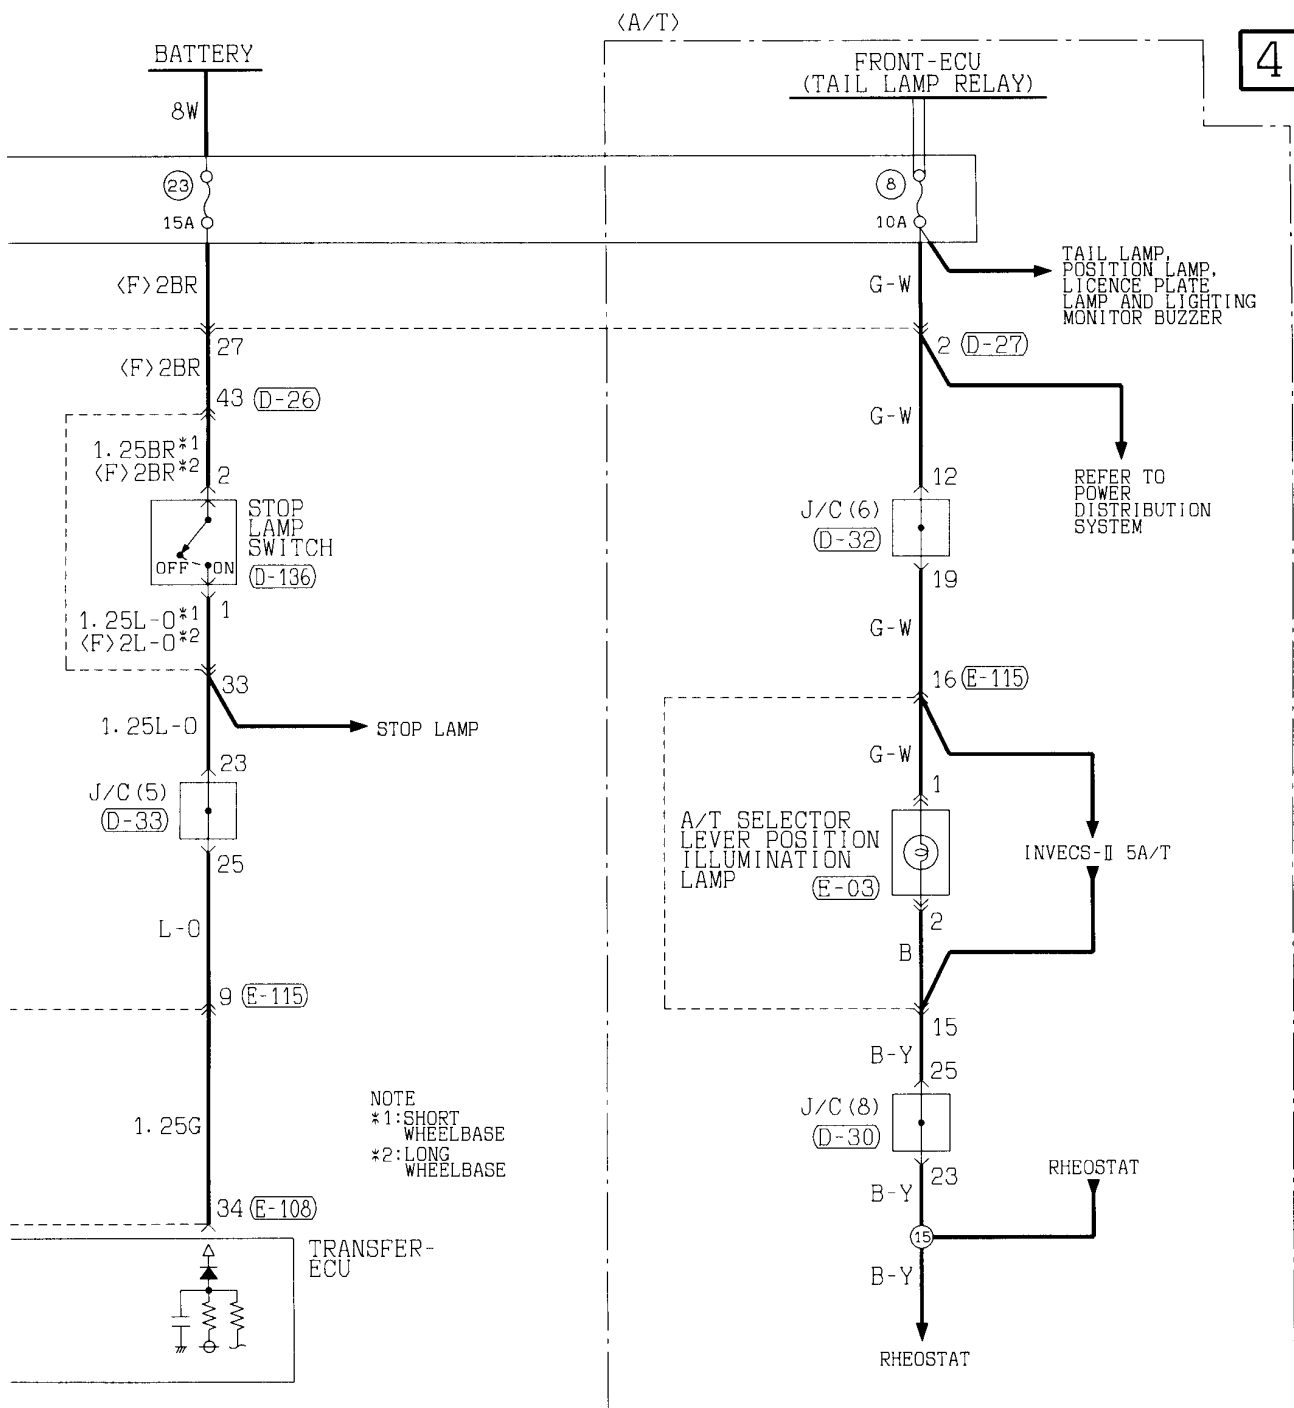 〈A/T〉
4
BATTERY
8W
23
15A
〈F〉2BR
27
〈F〉2BR
43 D-26
1.25BR*1
〈F〉2BR*2
2
STOP
LAMP
SWITCH
D-136
OFF
ON
1.25L-O*1
〈F〉2L-O*2
1
33
1.25L-O
STOP LAMP
23
J/C(5)
D-33
25
L-O
9 E-115
1.25G
NOTE
*1:SHORT
WHEELBASE
*2:LONG
WHEELBASE
34 E-108
TRANSFER-
ECU
FRONT-ECU
(TAIL LAMP RELAY)
8
10A
G-W
TAIL LAMP,
POSITION LAMP,
LICENCE PLATE
LAMP AND LIGHTING
MONITOR BUZZER
2 D-27
G-W
REFER TO
POWER
DISTRIBUTION
SYSTEM
12
J/C(6)
D-32
19
G-W
16 E-115
G-W
1
A/T SELECTOR
LEVER POSITION
ILLUMINATION
LAMP
E-03
INVECS-Ⅱ 5A/T
2
B
15
B-Y
25
J/C(8)
D-30
23
B-Y
RHEOSTAT
15
B-Y
RHEOSTAT